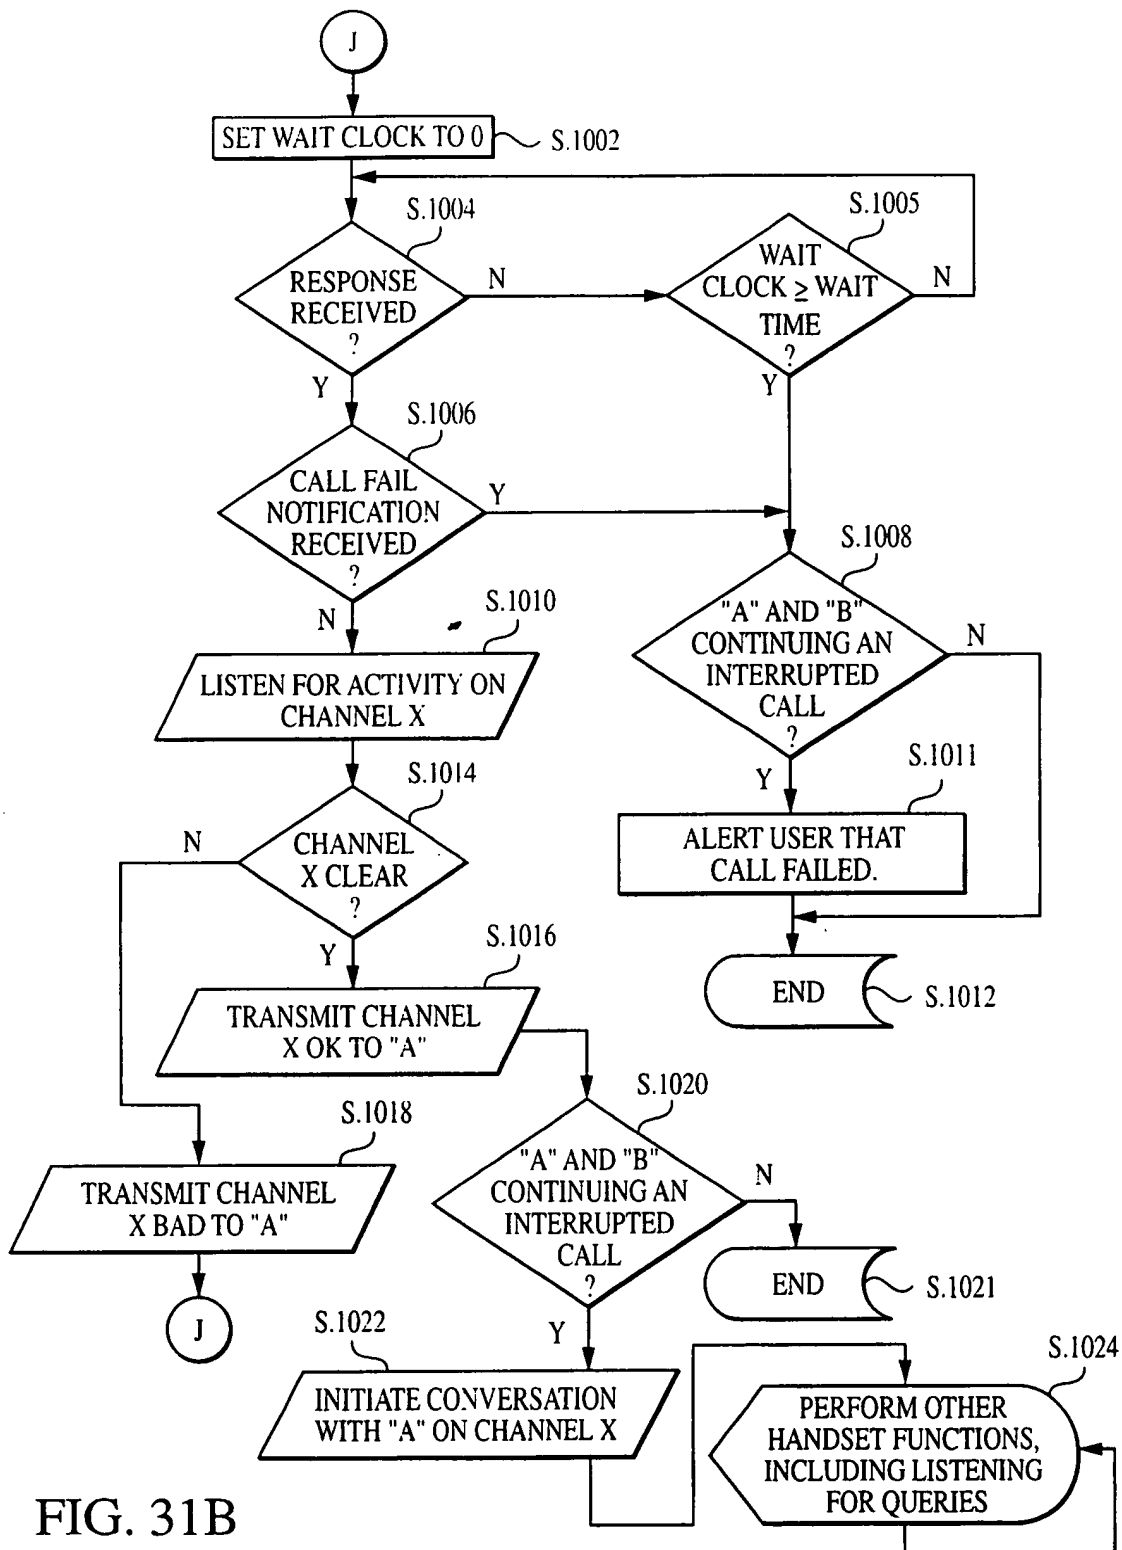 J
SET WAIT CLOCK TO 0
S.1002
S.1004
RESPONSE
RECEIVED
?
N
Y
S.1005
WAIT
CLOCK ≥ WAIT
TIME
?
N
Y
S.1006
CALL FAIL
NOTIFICATION
RECEIVED
?
Y
N
S.1008
"A" AND "B"
CONTINUING AN
INTERRUPTED
CALL
?
N
Y
S.1010
LISTEN FOR ACTIVITY ON
CHANNEL X
S.1011
ALERT USER THAT
CALL FAILED.
S.1014
CHANNEL
X CLEAR
?
N
Y
END
S.1012
S.1016
TRANSMIT CHANNEL
X OK TO "A"
S.1018
TRANSMIT CHANNEL
X BAD TO "A"
J
S.1020
"A" AND "B"
CONTINUING AN
INTERRUPTED
CALL
?
N
Y
END
S.1021
S.1022
INITIATE CONVERSATION
WITH "A" ON CHANNEL X
S.1024
PERFORM OTHER
HANDSET FUNCTIONS,
INCLUDING LISTENING
FOR QUERIES
FIG. 31B